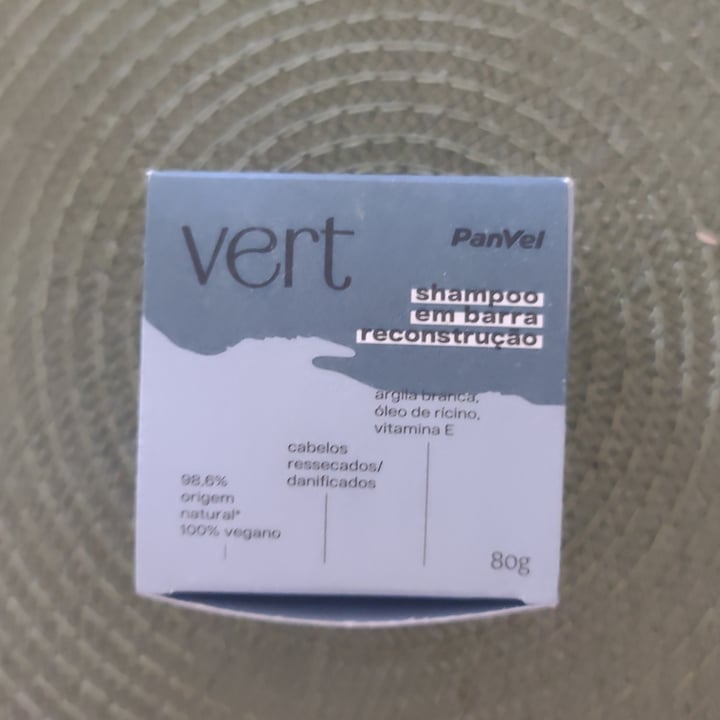 vert
PanVel
shampoo
em barra
reconstrução
argila branca,
óleo de rícino,
vitamina E
cabelos
ressecados/
danificados
98.6%
origem
natural*
100% vegano
80g